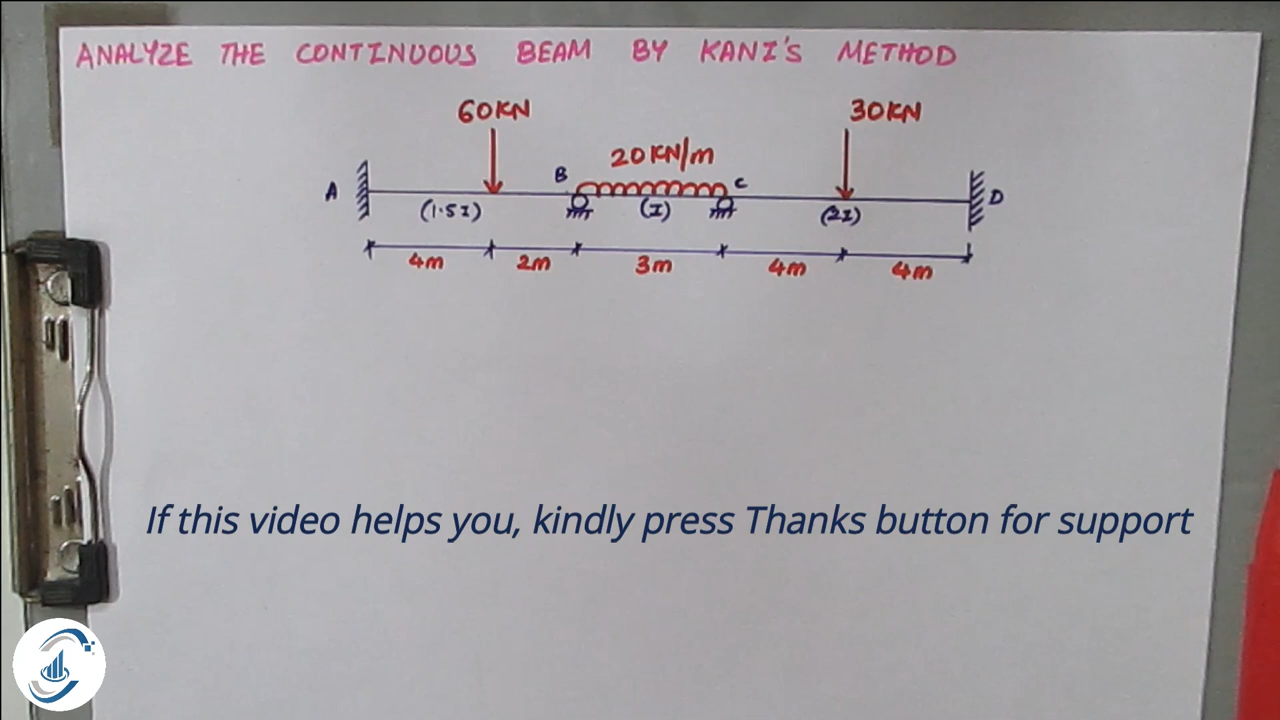 ANALYZE THE CONTINUOUS BEAM BY KANI'S METHOD
60KN
30KN
20KN/m
A
B
C
D
(1.5I)
(I)
(2I)
4m
2m
3m
4m
4m
If this video helps you, kindly press Thanks button for support